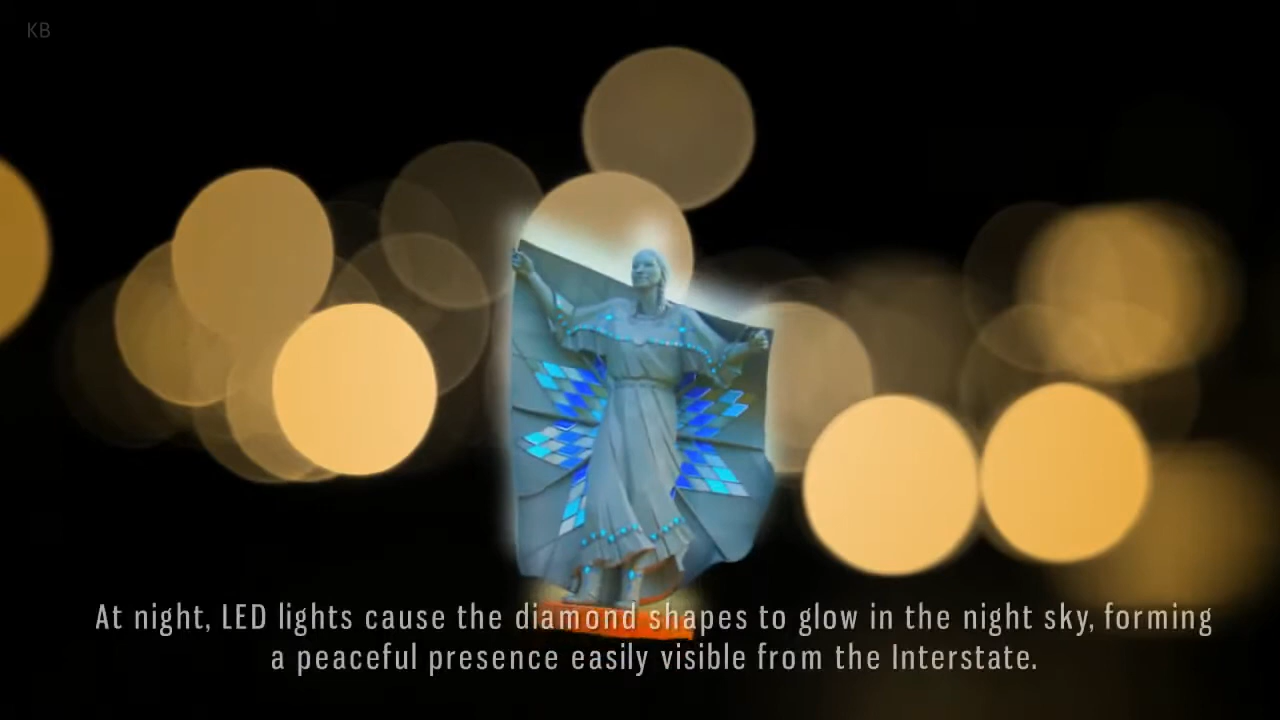 KB
At night, LED lights cause the diamond shapes to glow in the night sky, forming
a peaceful presence easily visible from the Interstate.